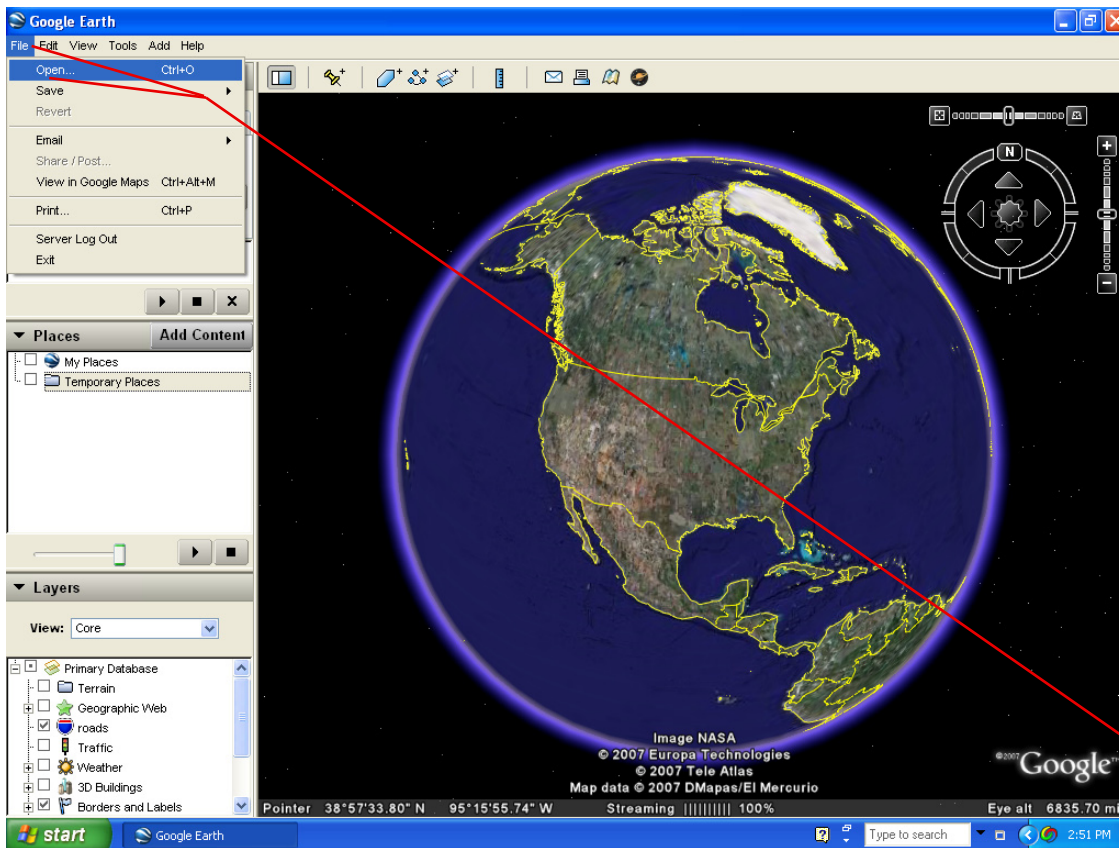 Google Earth
File Edit View Tools Add Help
Open... Ctrl+O
Save
Revert
Email
Share / Post...
View in Google Maps Ctrl+Alt+M
Print... Ctrl+P
Server Log Out
Exit
N
Places Add Content
My Places
Temporary Places
Layers
View: Core
Primary Database
Terrain
Geographic Web
roads
Traffic
Weather
3D Buildings
Borders and Labels
Image NASA
© 2007 Europa Technologies
© 2007 Tele Atlas
Map data © 2007 DMapas/El Mercurio
©2007 Google™
Pointer 38°57'33.80" N 95°15'55.74" W Streaming ||||||||| 100% Eye alt 6835.70 mi
start Google Earth Type to search 2:51 PM